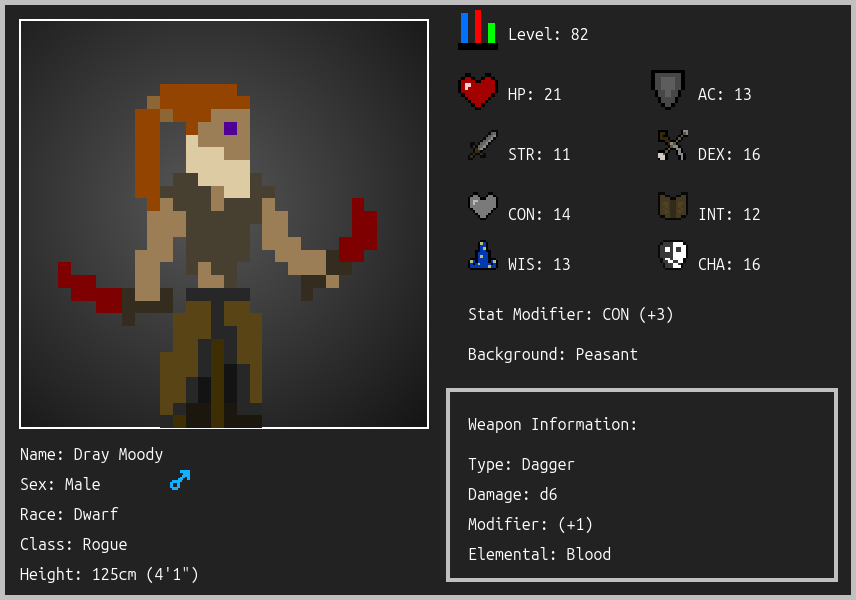 Level: 82
HP: 21
AC: 13
STR: 11
DEX: 16
CON: 14
INT: 12
WIS: 13
CHA: 16
Stat Modifier: CON (+3)
Background: Peasant
Weapon Information:
Type: Dagger
Damage: d6
Modifier: (+1)
Elemental: Blood
Name: Dray Moody
Sex: Male
Race: Dwarf
Class: Rogue
Height: 125cm (4'1")